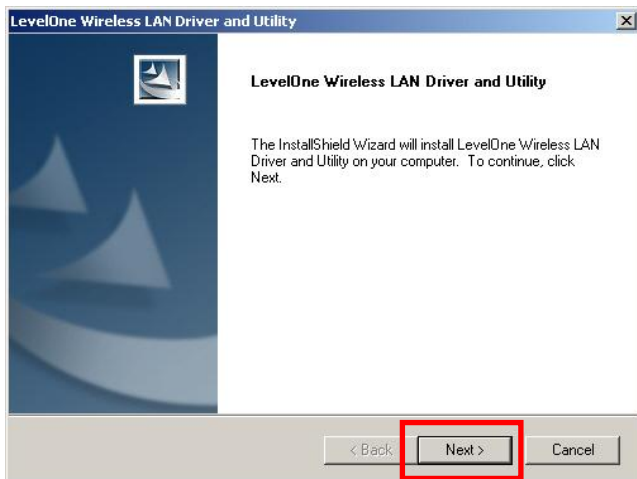 LevelOne Wireless LAN Driver and Utility
LevelOne Wireless LAN Driver and Utility
The InstallShield Wizard will install LevelOne Wireless LAN
Driver and Utility on your computer. To continue, click
Next.
< Back Next > Cancel